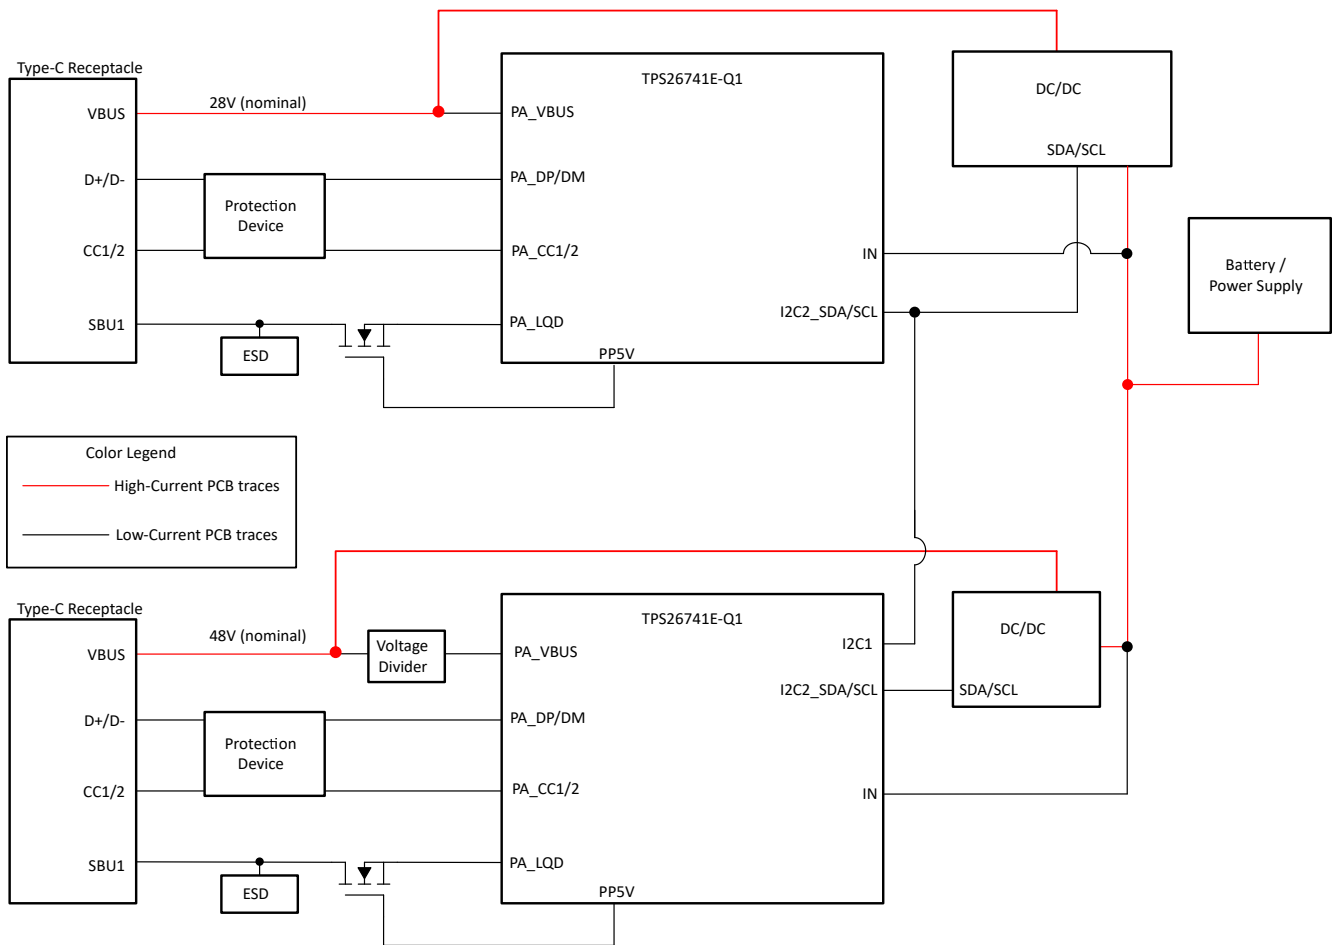 Type-C Receptacle
VBUS
D+/D-
CC1/2
SBU1
28V (nominal)
Protection
Device
ESD
TPS26741E-Q1
PA_VBUS
PA_DP/DM
PA_CC1/2
PA_LQD
PP5V
IN
I2C2_SDA/SCL
DC/DC
SDA/SCL
Battery /
Power Supply
Color Legend
High-Current PCB traces
Low-Current PCB traces
Type-C Receptacle
VBUS
D+/D-
CC1/2
SBU1
48V (nominal)
Voltage
Divider
Protection
Device
ESD
TPS26741E-Q1
PA_VBUS
PA_DP/DM
PA_CC1/2
PA_LQD
PP5V
I2C1
I2C2_SDA/SCL
IN
DC/DC
SDA/SCL